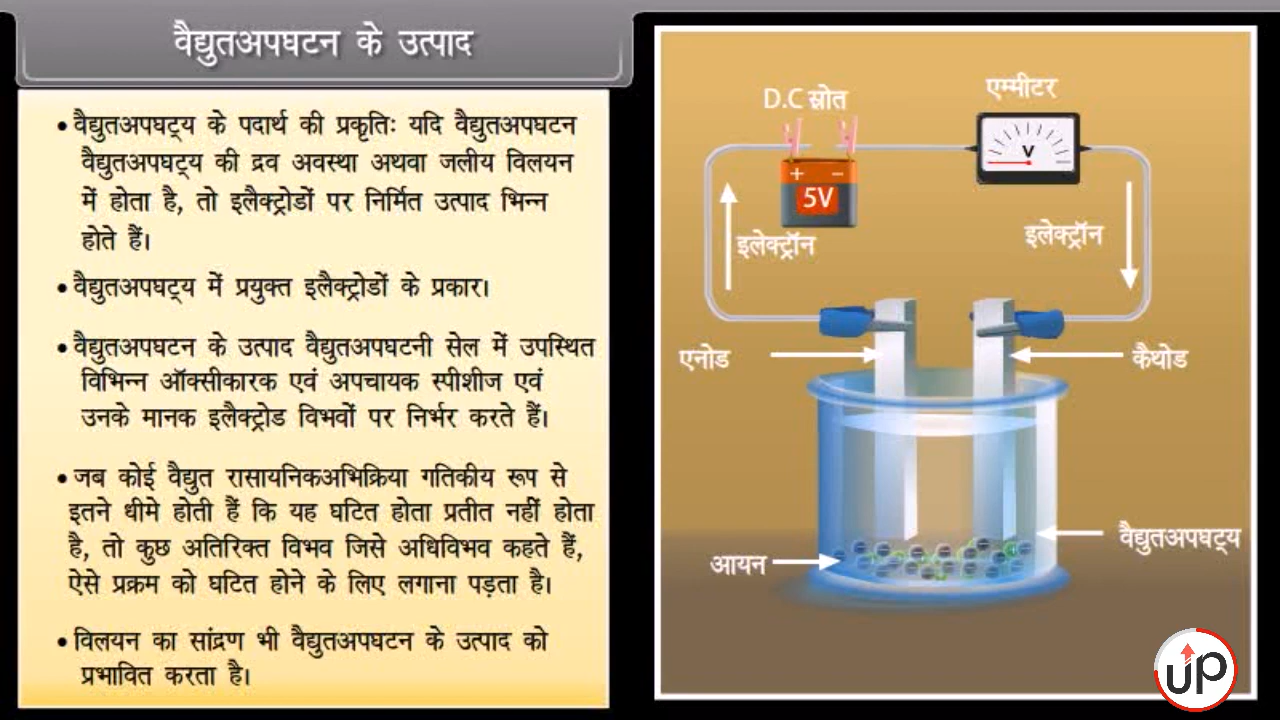 वैद्युतअपघटन के उत्पाद
• वैद्युतअपघट्य के पदार्थ की प्रकृतिः यदि वैद्युतअपघटन
वैद्युतअपघट्य की द्रव अवस्था अथवा जलीय विलयन
में होता है, तो इलैक्ट्रोडों पर निर्मित उत्पाद भिन्न
होते हैं।
• वैद्युतअपघट्य में प्रयुक्त इलैक्ट्रोडों के प्रकार।
• वैद्युतअपघटन के उत्पाद वैद्युतअपघटनी सेल में उपस्थित
विभिन्न ऑक्सीकारक एवं अपचायक स्पीशीज एवं
उनके मानक इलैक्ट्रोड विभवों पर निर्भर करते हैं।
• जब कोई वैद्युत रासायनिकअभिक्रिया गतिकीय रूप से
इतने धीमे होती हैं कि यह घटित होता प्रतीत नहीं होता
है, तो कुछ अतिरिक्त विभव जिसे अधिविभव कहते हैं,
ऐसे प्रक्रम को घटित होने के लिए लगाना पड़ता है।
• विलयन का सांद्रण भी वैद्युतअपघटन के उत्पाद को
प्रभावित करता है।
एम्मीटर
D.C स्रोत
V
+ −
5V
इलेक्ट्रॉन
इलेक्ट्रॉन
एनोड
कैथोड
वैद्युतअपघट्य
आयन
UP